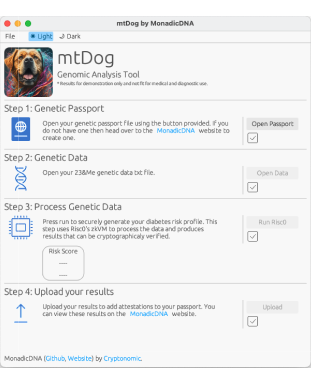 mtDog by MonadicDNA
File Light Dark
mtDog
Genomic Analysis Tool
* Results for demonstration only and not fit for medical and diagnostic use.
Step 1: Genetic Passport
Open your genetic passport file using the button provided. If you
do not have one then head over to the MonadicDNA website to
create one.
Open Passport
Step 2: Genetic Data
Open your 23&Me genetic data txt file.
Open Data
Step 3: Process Genetic Data
Press run to securely generate your diabetes risk profile. This
step uses Risc0's zkVM to process the data and produces
results that can be cryptographicaly verified.
Run Risc0
Risk Score
Step 4: Upload your results
Upload your results to add attestations to your passport. You
can view these results on the MonadicDNA website.
Upload
MonadicDNA (Github, Website) by Cryptonomic.